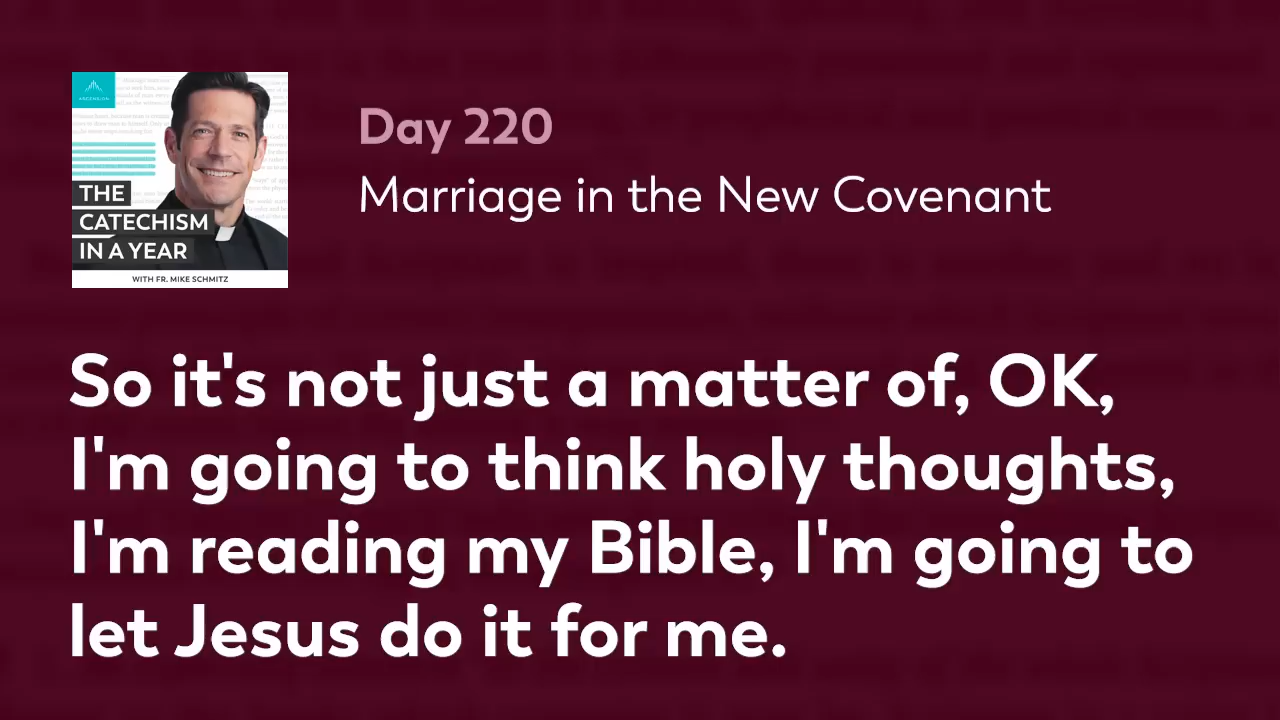 ASCENSION
THE
CATECHISM
IN A YEAR
WITH FR. MIKE SCHMITZ
Day 220
Marriage in the New Covenant
So it's not just a matter of, OK,
I'm going to think holy thoughts,
I'm reading my Bible, I'm going to
let Jesus do it for me.